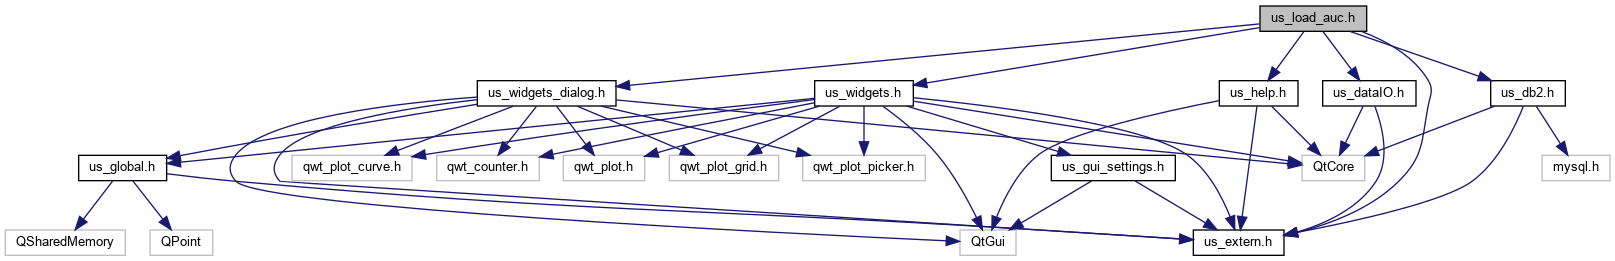 us_load_auc.h
us_widgets_dialog.h
us_widgets.h
us_help.h
us_dataIO.h
us_db2.h
us_global.h
qwt_plot_curve.h
qwt_counter.h
qwt_plot.h
qwt_plot_grid.h
qwt_plot_picker.h
us_gui_settings.h
QtCore
mysql.h
QSharedMemory
QPoint
QtGui
us_extern.h